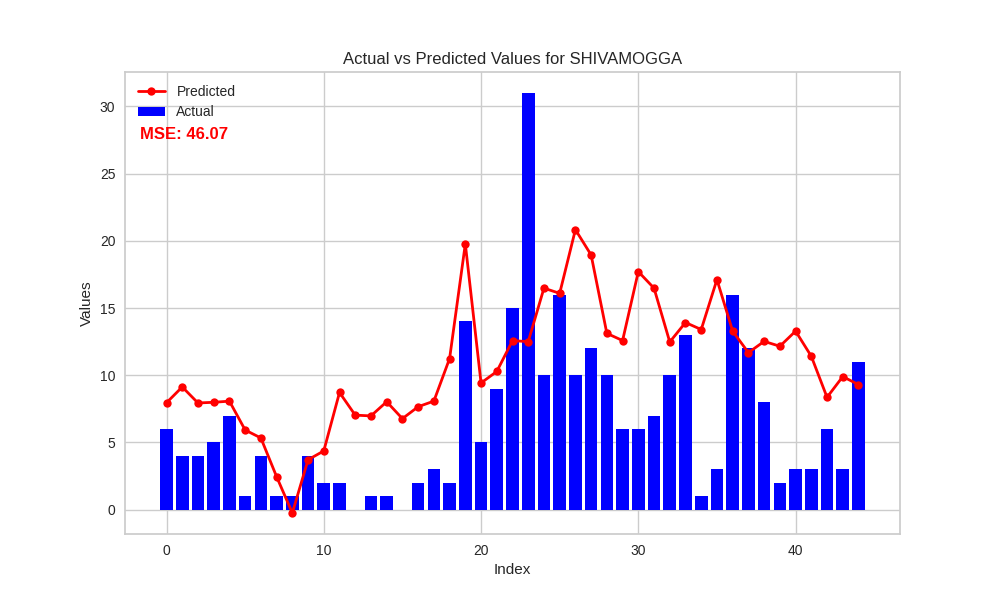 Actual vs Predicted Values for SHIVAMOGGA
Predicted
Actual
MSE: 46.07
Values
30
25
20
15
10
5
0
0 10 20 30 40
Index